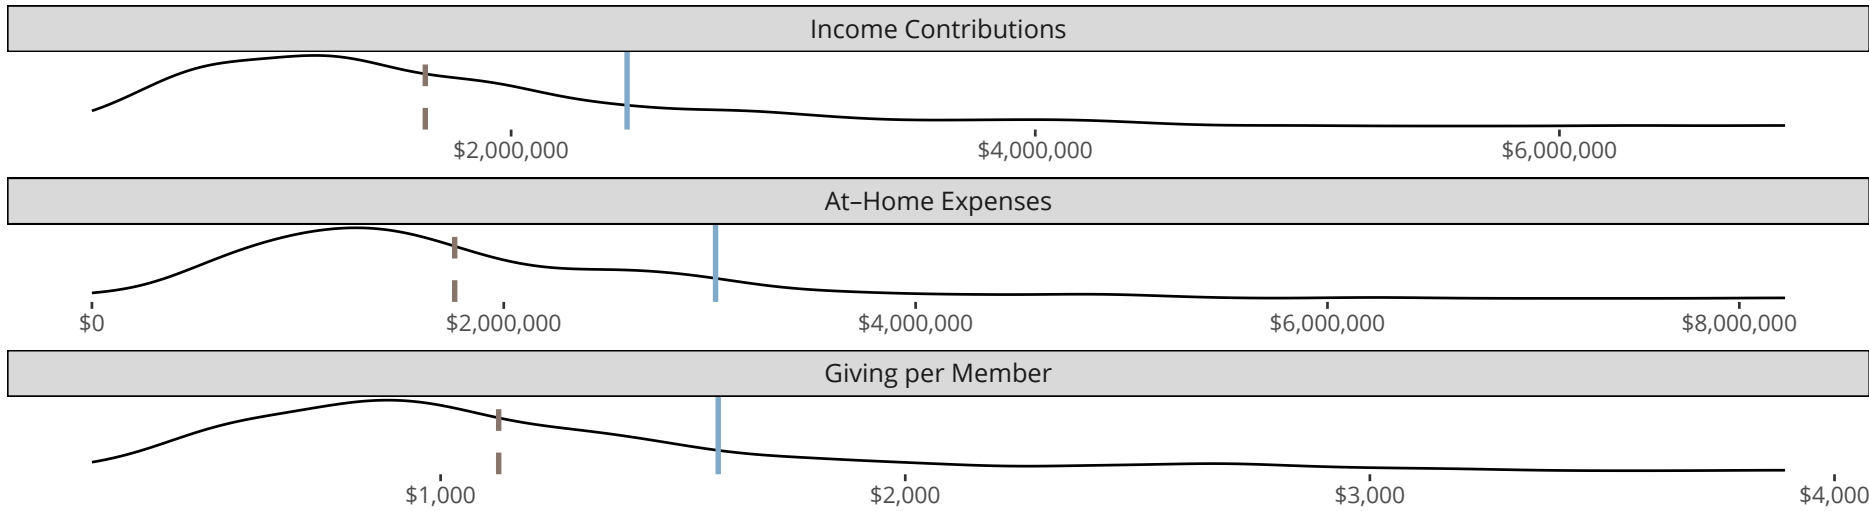 Income Contributions
$2,000,000 $4,000,000 $6,000,000
At–Home Expenses
$0 $2,000,000 $4,000,000 $6,000,000 $8,000,000
Giving per Member
$1,000 $2,000 $3,000 $4,000